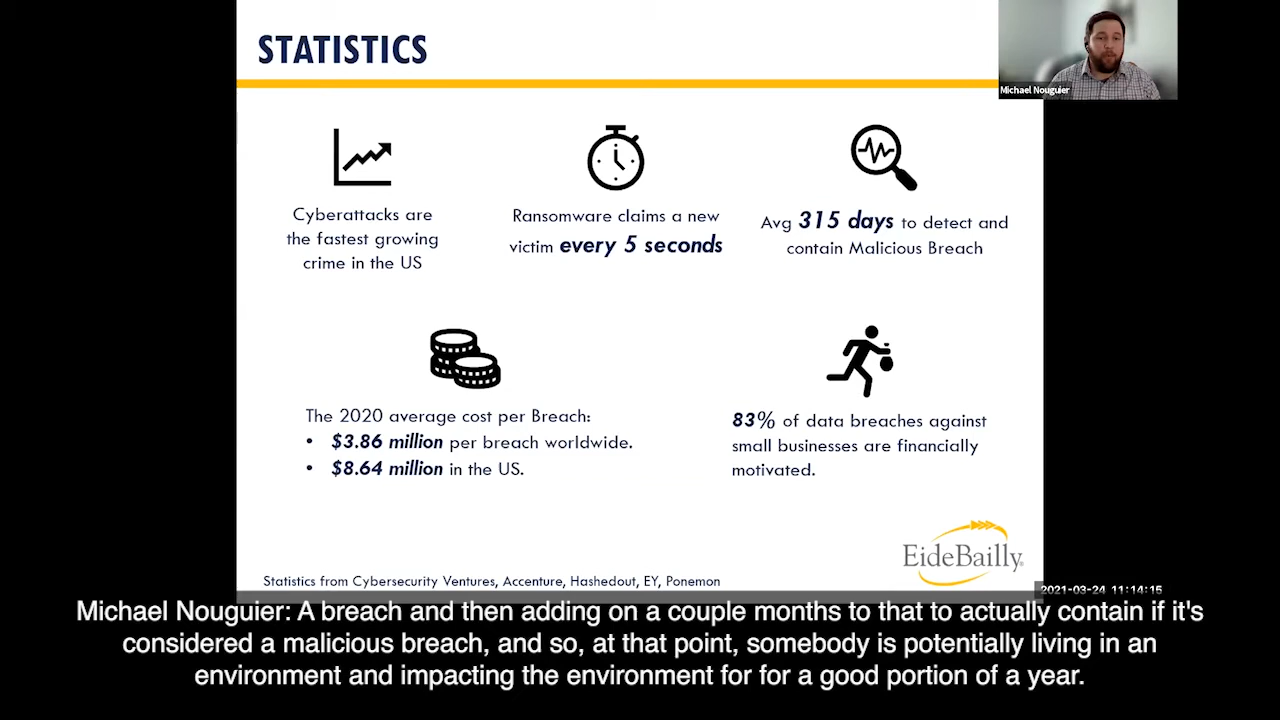 STATISTICS
Michael Nouguier
Cyberattacks are
the fastest growing
crime in the US
Ransomware claims a new
victim every 5 seconds
Avg 315 days to detect and
contain Malicious Breach
The 2020 average cost per Breach:
• $3.86 million per breach worldwide.
• $8.64 million in the US.
83% of data breaches against
small businesses are financially
motivated.
EideBailly®
Statistics from Cybersecurity Ventures, Accenture, Hashedout, EY, Ponemon
2021-03-24 11:14:15
Michael Nouguier: A breach and then adding on a couple months to that to actually contain if it's
considered a malicious breach, and so, at that point, somebody is potentially living in an
environment and impacting the environment for for a good portion of a year.